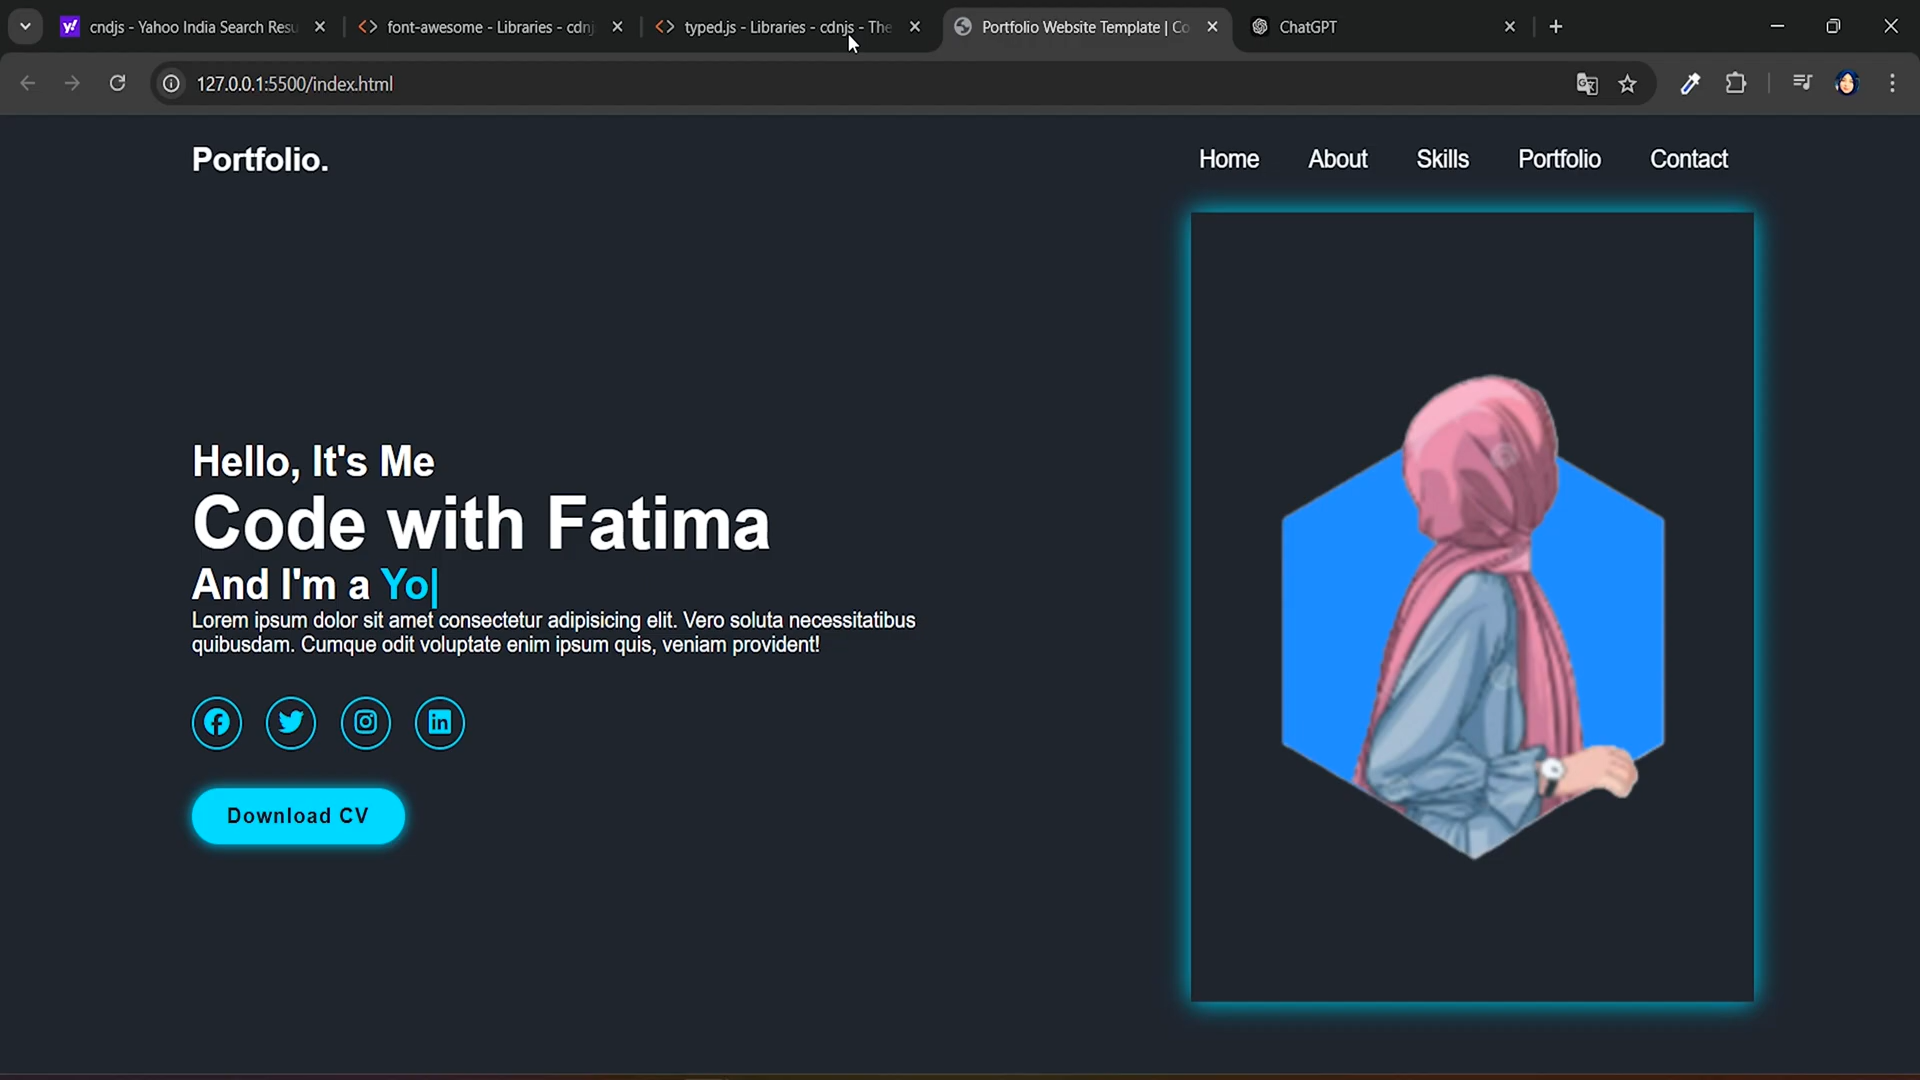 cndjs - Yahoo India Search Resu
font-awesome - Libraries - cdnj
typed.js - Libraries - cdnjs - The
Portfolio Website Template | Co
ChatGPT
127.0.0.1:5500/index.html
Portfolio.
Home
About
Skills
Portfolio
Contact
Hello, It's Me
Code with Fatima
And I'm a Yo|
Lorem ipsum dolor sit amet consectetur adipisicing elit. Vero soluta necessitatibus
quibusdam. Cumque odit voluptate enim ipsum quis, veniam provident!
Download CV